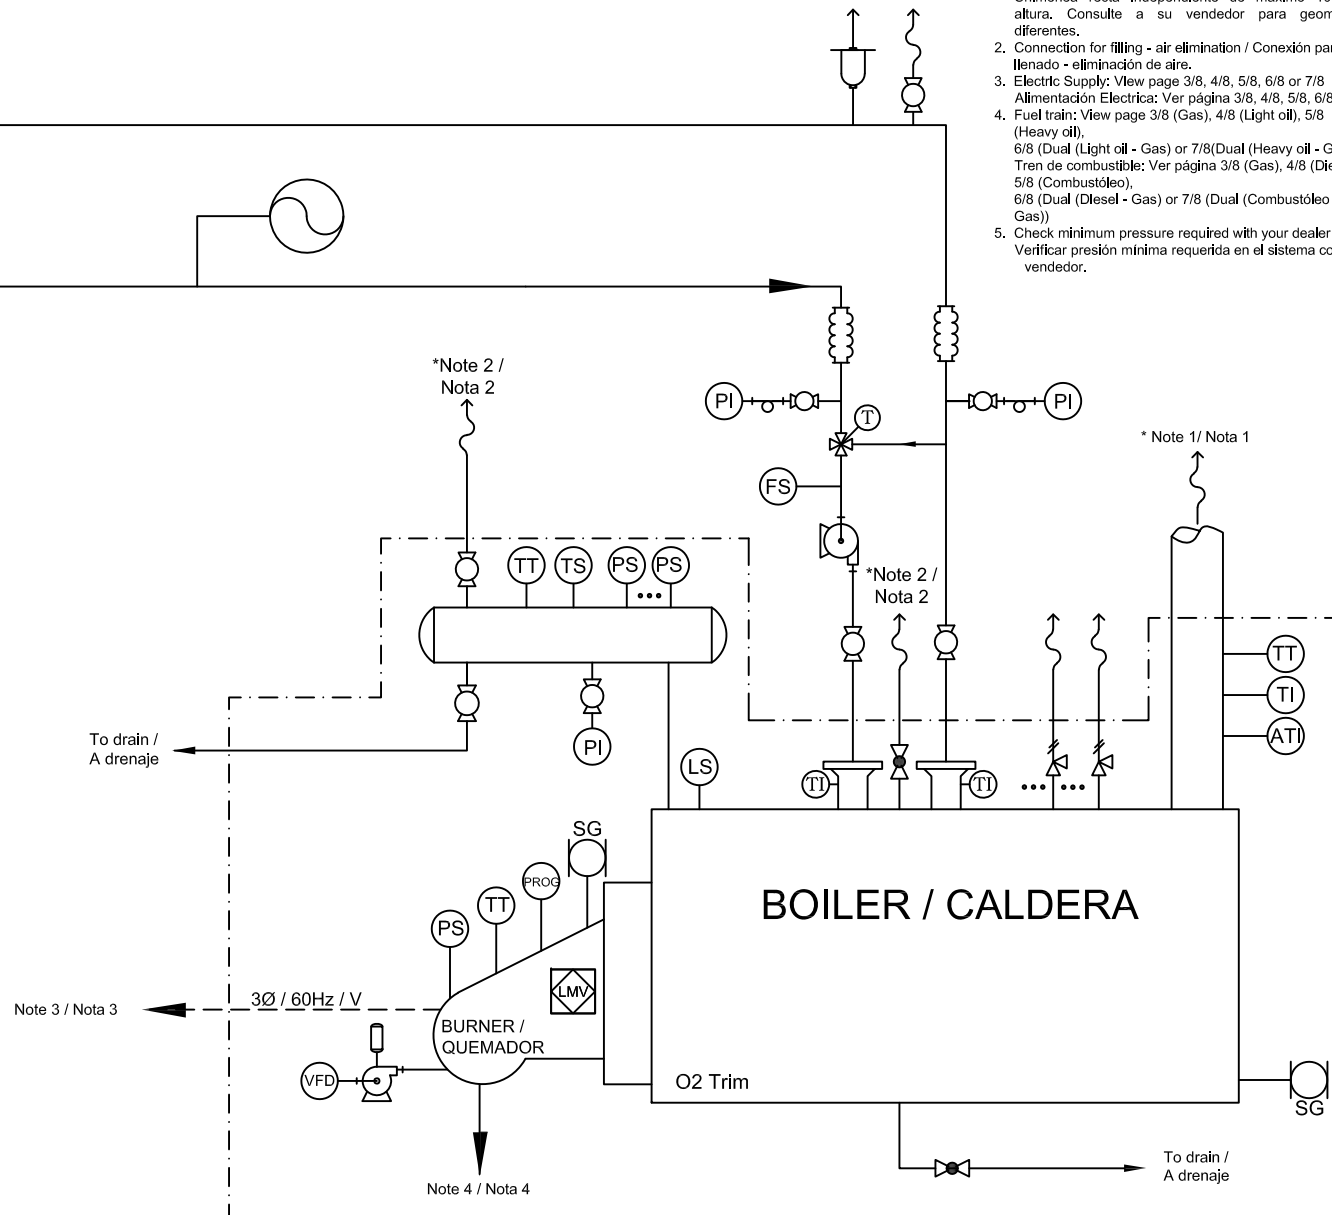 altura. Consulte a su vendedor para
diferentes.
2. Connection for filling - air elimination / Conexión
llenado - eliminación de aire.
3. Electric Supply: View page 3/8, 4/8, 5/8, 6/8 or 7/8
Alimentación Electrica: Ver página 3/8, 4/8, 5/8, 6/8
4. Fuel train: View page 3/8 (Gas), 4/8 (Light oil), 5/8
(Heavy oil),
6/8 (Dual (Light oil - Gas) or 7/8(Dual (Heavy oil -
Tren de combustible: Ver página 3/8 (Gas), 4/8
5/8 (Combustóleo),
6/8 (Dual (Diesel - Gas) or 7/8 (Dual (Combustóleo
Gas))
5. Check minimum pressure required with your dealer
Verificar presión mínima requerida en el sistema
vendedor.
*Note 2 /
Nota 2
PI
PI
T
* Note 1/ Nota 1
FS
TT TS PS PS
*Note 2 /
Nota 2
TT
TI
ATI
To drain /
A drenaje
PI
LS
TI
TI
SG
PROG
TT
PS
BOILER / CALDERA
LMV
3Ø / 60Hz / V
Note 3 / Nota 3
BURNER /
QUEMADOR
VFD
O2 Trim
SG
To drain /
A drenaje
Note 4 / Nota 4